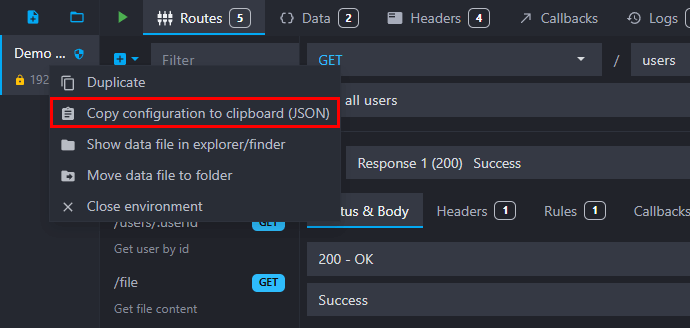 Routes 5 Data 2 Headers 4 Callbacks Logs
Demo ...
Filter
GET / users
192
Duplicate
Copy configuration to clipboard (JSON)
Show data file in explorer/finder
Move data file to folder
Close environment
all users
Response 1 (200) Success
& Body Headers 1 Rules 1 Callbacks
/users/:userid GET
Get user by id
200 - OK
/file GET
Get file content
Success